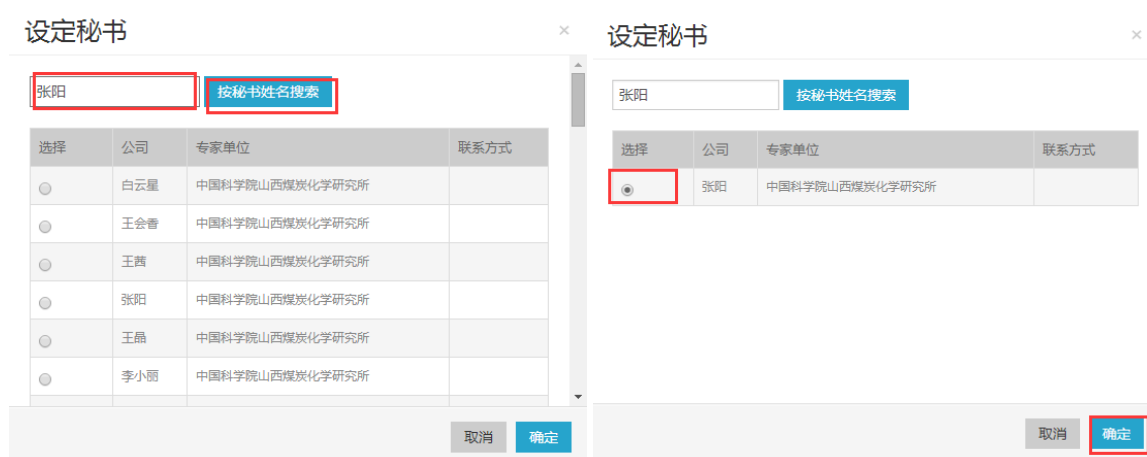 设定秘书
×
张阳
按秘书姓名搜索
选择 公司 专家单位 联系方式
白云星 中国科学院山西煤炭化学研究所
王会香 中国科学院山西煤炭化学研究所
王茜 中国科学院山西煤炭化学研究所
张阳 中国科学院山西煤炭化学研究所
王晶 中国科学院山西煤炭化学研究所
李小丽 中国科学院山西煤炭化学研究所
取消 确定
设定秘书
×
张阳
按秘书姓名搜索
选择 公司 专家单位 联系方式
张阳 中国科学院山西煤炭化学研究所
取消 确定